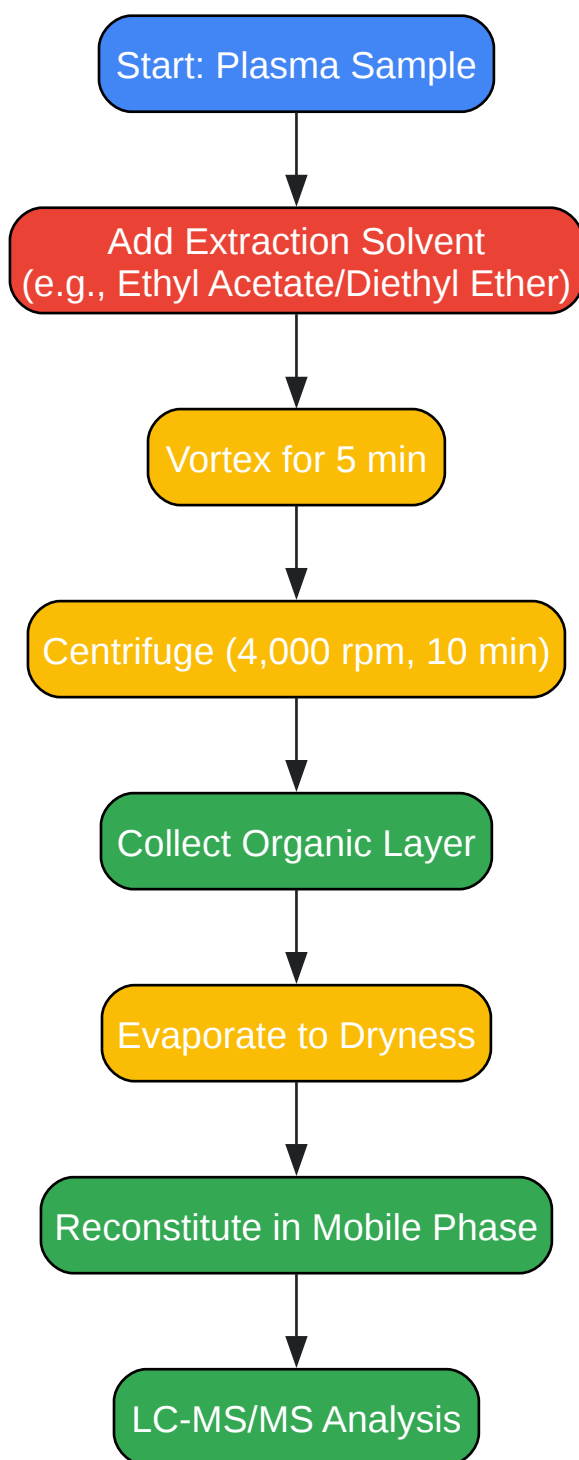 Start: Plasma Sample
Add Extraction Solvent
(e.g., Ethyl Acetate/Diethyl Ether)
Vortex for 5 min
Centrifuge (4,000 rpm, 10 min)
Collect Organic Layer
Evaporate to Dryness
Reconstitute in Mobile Phase
LC-MS/MS Analysis